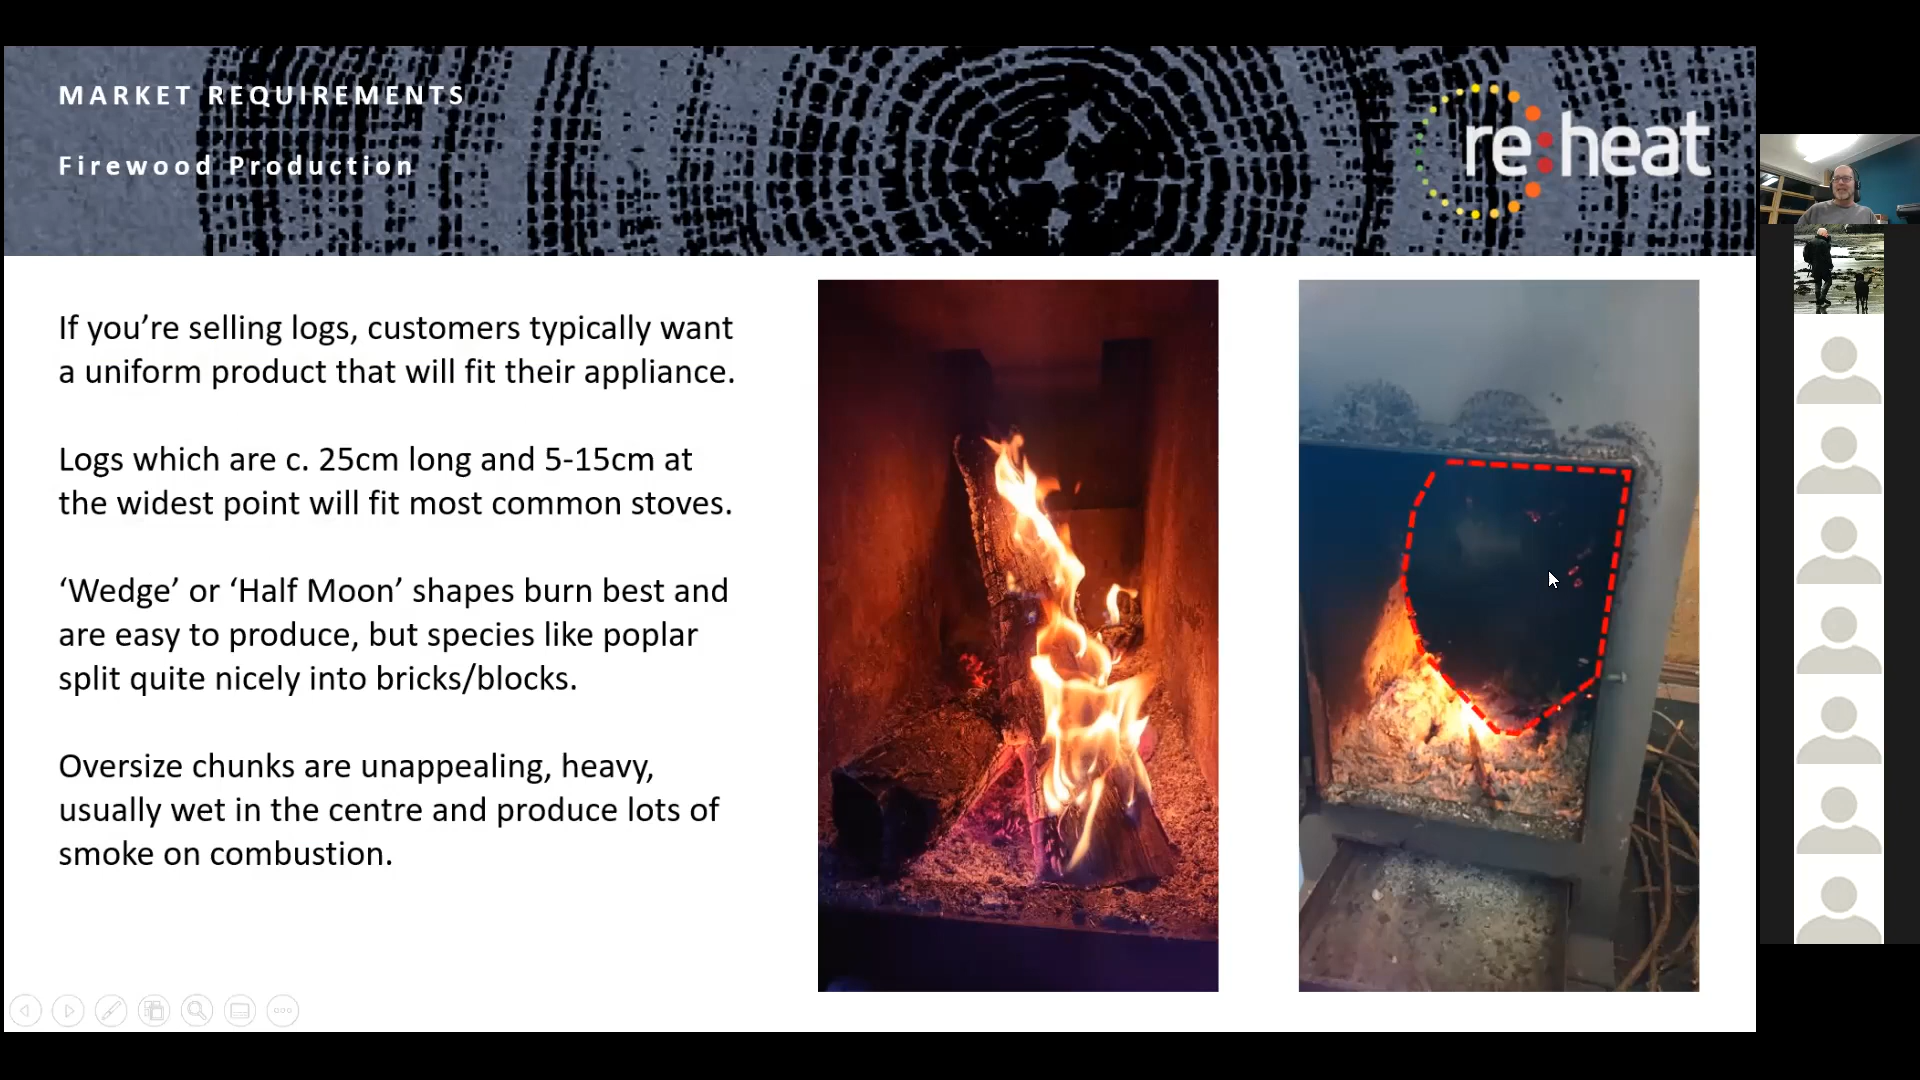 MARKET REQUIREMENTS
Firewood Production
re:heat
If you’re selling logs, customers typically want
a uniform product that will fit their appliance.
Logs which are c. 25cm long and 5-15cm at
the widest point will fit most common stoves.
‘Wedge’ or ‘Half Moon’ shapes burn best and
are easy to produce, but species like poplar
split quite nicely into bricks/blocks.
Oversize chunks are unappealing, heavy,
usually wet in the centre and produce lots of
smoke on combustion.